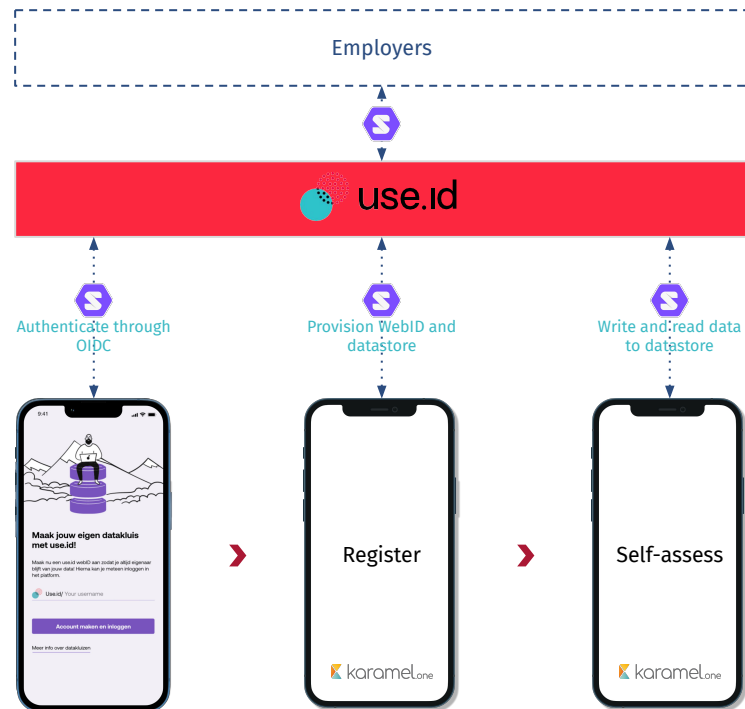 Employers
use.id
Authenticate through
OIDC
Provision WebID and
datastore
Write and read data
to datastore
9:41
Maak jouw eigen datakluis
met use.id!
Maak nu een use.id webID aan zodat je altijd eigenaar
blijft van jouw data! Hierna kan je meteen inloggen in
het platform.
Use.id/ Your username
Account maken en inloggen
Meer info over datakluizen
Register
karamel.one
Self-assess
karamel.one